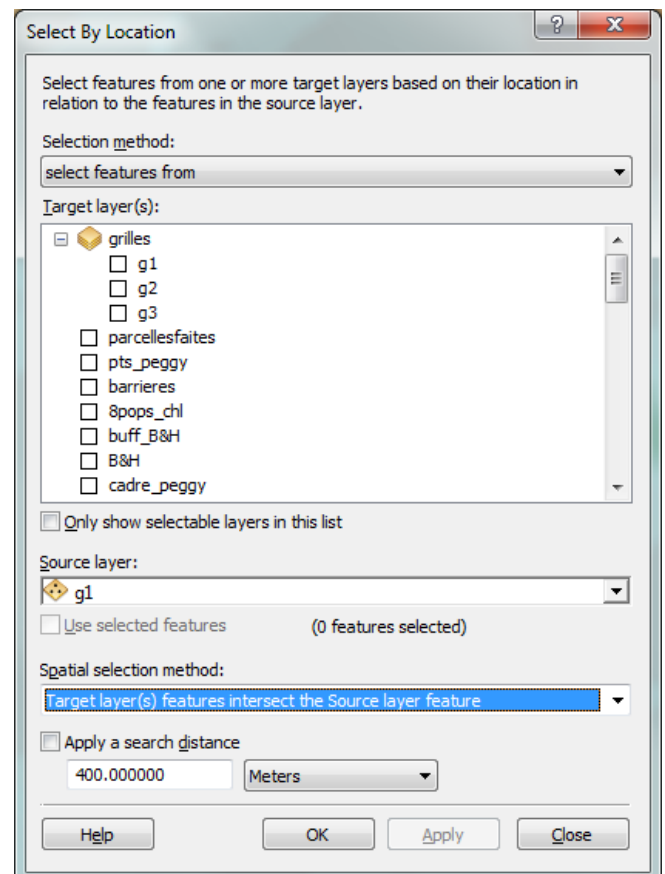 Select By Location
Select features from one or more target layers based on their location in
relation to the features in the source layer.
Selection method:
select features from
Target layer(s):
grilles
g1
g2
g3
parcellesfaites
pts_peggy
barrieres
8pops_chl
buff_B&H
B&H
cadre_peggy
Only show selectable layers in this list
Source layer:
g1
Use selected features (0 features selected)
Spatial selection method:
Target layer(s) features intersect the Source layer feature
Apply a search distance
400.000000 Meters
Help OK Apply Close